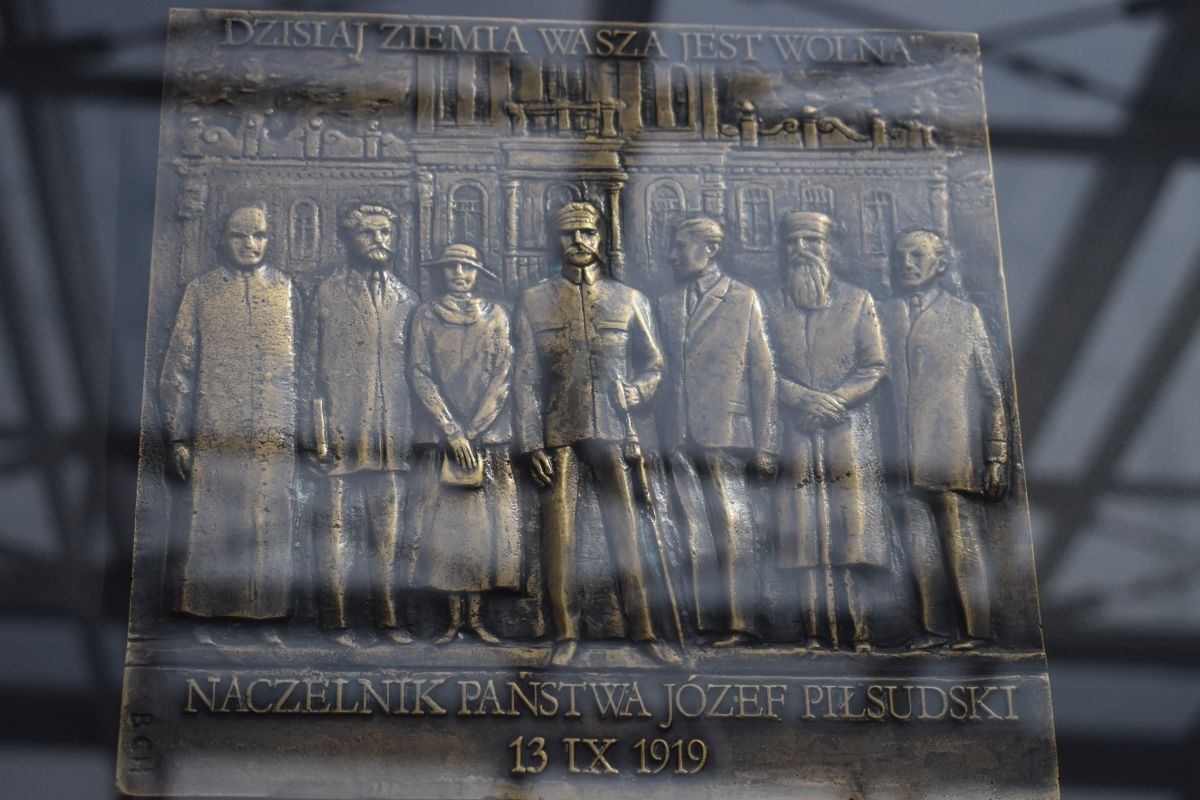 DZISIAJ ZIEMIA WASZA JEST WOLNA"
NACZELNIK PAŃSTWA JÓZEF PIŁSUDSKI
13 IX 1919